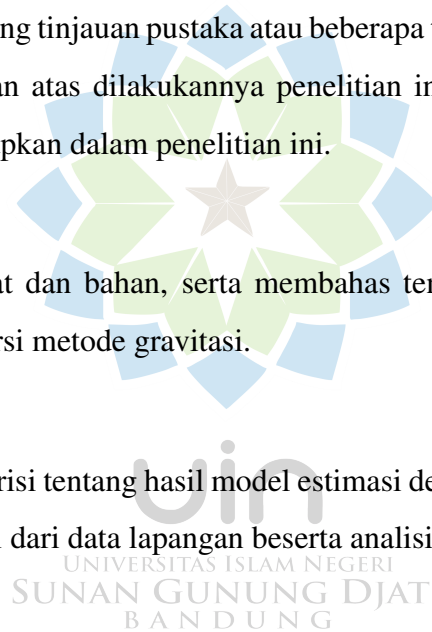 ng tinjauan pustaka atau beberapa
an atas dilakukannya penelitian in
pkan dalam penelitian ini.
at dan bahan, serta membahas ten
rsi metode gravitasi.
risi tentang hasil model estimasi de
dari data lapangan beserta analisi
uin
UNIVERSITAS ISLAM NEGERI
SUNAN GUNUNG DJAT
BANDUNG